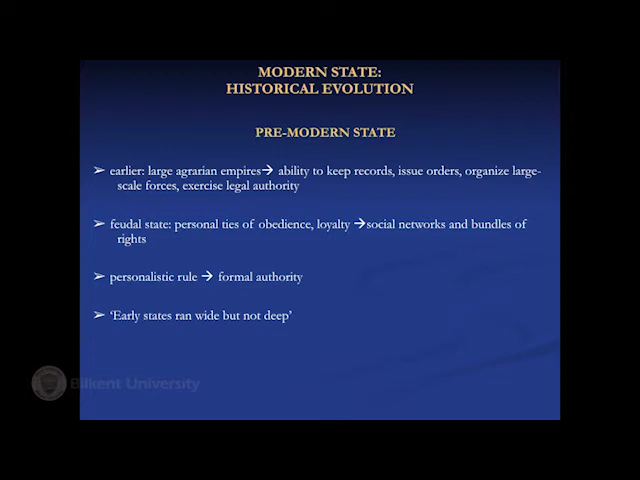 MODERN STATE:
HISTORICAL EVOLUTION
PRE-MODERN STATE
➢ earlier: large agrarian empires→ ability to keep records, issue orders, organize large-
scale forces, exercise legal authority
➢ feudal state: personal ties of obedience, loyalty →social networks and bundles of
rights
➢ personalistic rule → formal authority
➢ ‘Early states ran wide but not deep’
Bilkent University